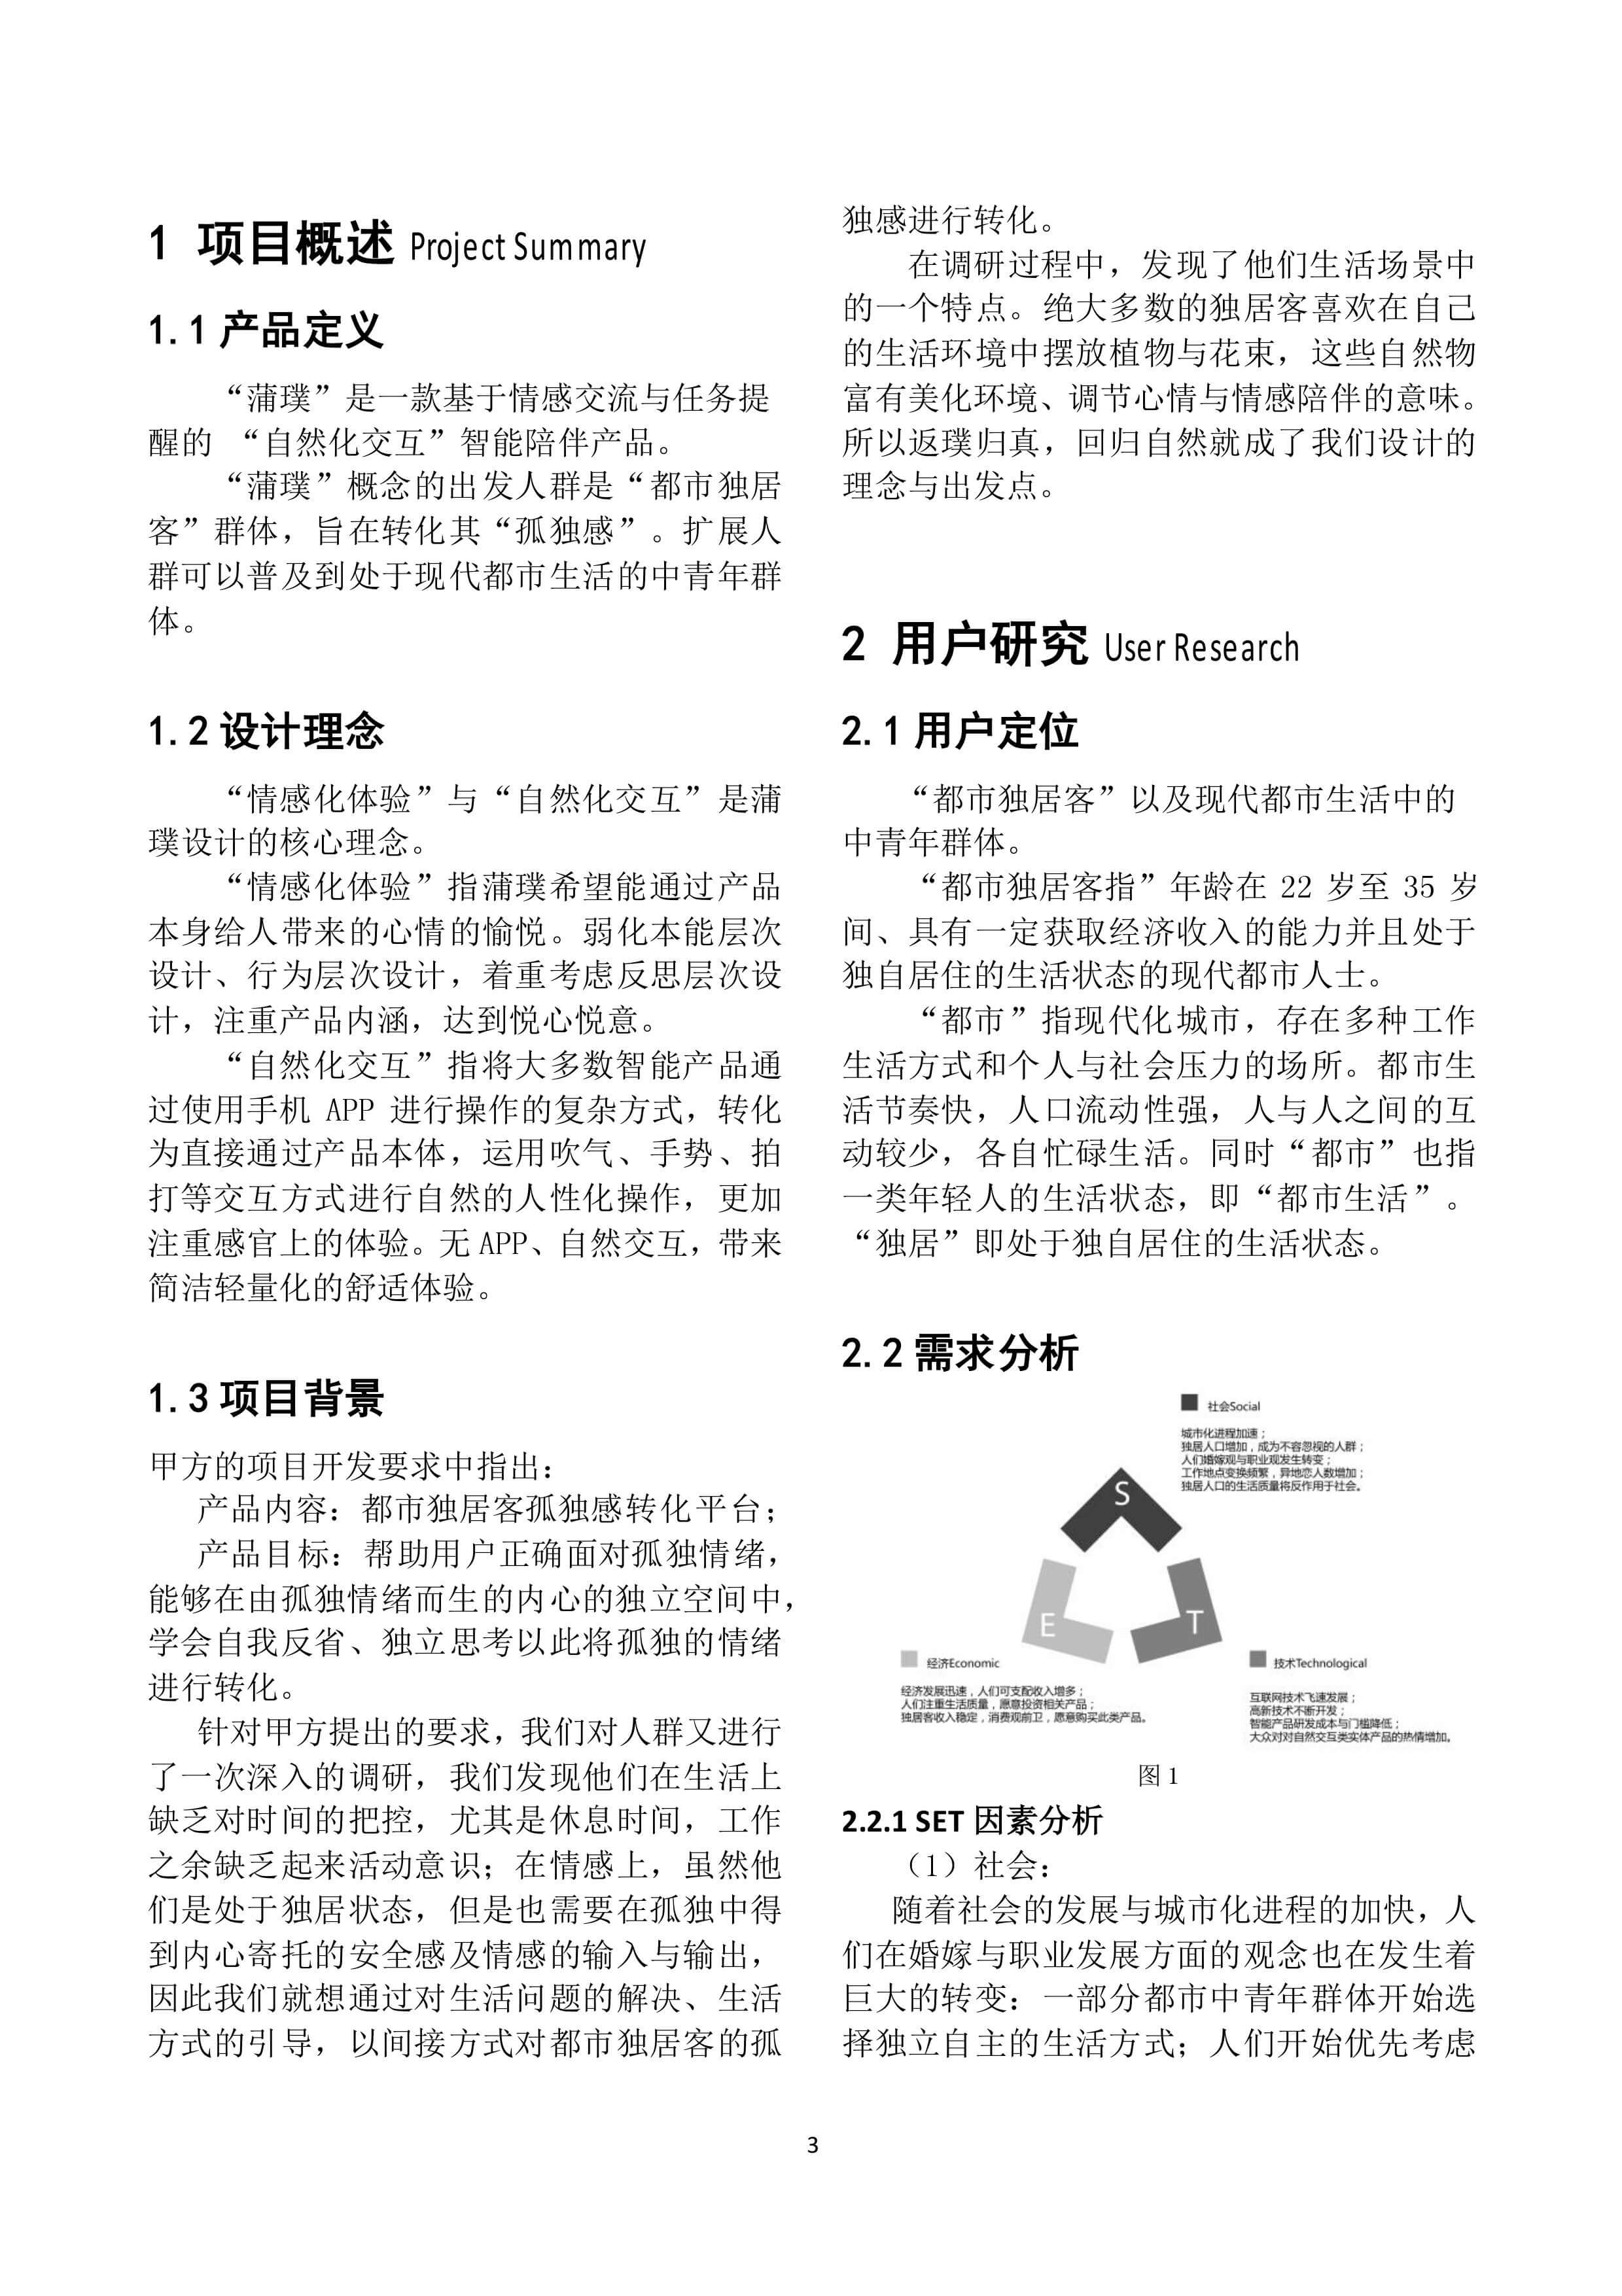 1 项目概述 Project Summary
1.1 产品定义
“蒲璞”是一款基于情感交流与任务提
醒的 “自然化交互”智能陪伴产品。
“蒲璞”概念的出发人群是“都市独居
客”群体，旨在转化其“孤独感”。扩展人
群可以普及到处于现代都市生活的中青年群
体。
1.2 设计理念
“情感化体验”与“自然化交互”是蒲
璞设计的核心理念。
“情感化体验”指蒲璞希望能通过产品
本身给人带来的心情的愉悦。弱化本能层次
设计、行为层次设计，着重考虑反思层次设
计，注重产品内涵，达到悦心悦意。
“自然化交互”指将大多数智能产品通
过使用手机 APP 进行操作的复杂方式，转化
为直接通过产品本体，运用吹气、手势、拍
打等交互方式进行自然的人性化操作，更加
注重感官上的体验。无 APP、自然交互，带来
简洁轻量化的舒适体验。
1.3 项目背景
甲方的项目开发要求中指出：
产品内容：都市独居客孤独感转化平台；
产品目标：帮助用户正确面对孤独情绪，
能够在由孤独情绪而生的内心的独立空间中，
学会自我反省、独立思考以此将孤独的情绪
进行转化。
针对甲方提出的要求，我们对人群又进行
了一次深入的调研，我们发现他们在生活上
缺乏对时间的把控，尤其是休息时间，工作
之余缺乏起来活动意识；在情感上，虽然他
们是处于独居状态，但是也需要在孤独中得
到内心寄托的安全感及情感的输入与输出，
因此我们就想通过对生活问题的解决、生活
方式的引导，以间接方式对都市独居客的孤
独感进行转化。
在调研过程中，发现了他们生活场景中
的一个特点。绝大多数的独居客喜欢在自己
的生活环境中摆放植物与花束，这些自然物
富有美化环境、调节心情与情感陪伴的意味。
所以返璞归真，回归自然就成了我们设计的
理念与出发点。
2 用户研究 User Research
2.1 用户定位
“都市独居客”以及现代都市生活中的
中青年群体。
“都市独居客指”年龄在 22 岁至 35 岁
间、具有一定获取经济收入的能力并且处于
独自居住的生活状态的现代都市人士。
“都市”指现代化城市，存在多种工作
生活方式和个人与社会压力的场所。都市生
活节奏快，人口流动性强，人与人之间的互
动较少，各自忙碌生活。同时“都市”也指
一类年轻人的生活状态，即“都市生活”。
“独居”即处于独自居住的生活状态。
2.2 需求分析
社会Social
城市化进程加速；
独居人口增加，成为不容忽视的人群；
人们婚嫁观与职业观发生转变；
工作地点变换频繁，异地恋人数增加；
独居人口的生活质量将反作用于社会。
S
E
T
经济Economic
经济发展迅速，人们可支配收入增多；
人们注重生活质量，愿意投资相关产品；
独居客收入稳定，消费观前卫，愿意购买此类产品。
技术Technological
互联网技术飞速发展；
高新技术不断开发；
智能产品研发成本与门槛降低；
大众对对自然交互类实体产品的热情增加。
图 1
2.2.1 SET 因素分析
（1）社会：
随着社会的发展与城市化进程的加快，人
们在婚嫁与职业发展方面的观念也在发生着
巨大的转变：一部分都市中青年群体开始选
择独立自主的生活方式；人们开始优先考虑
3